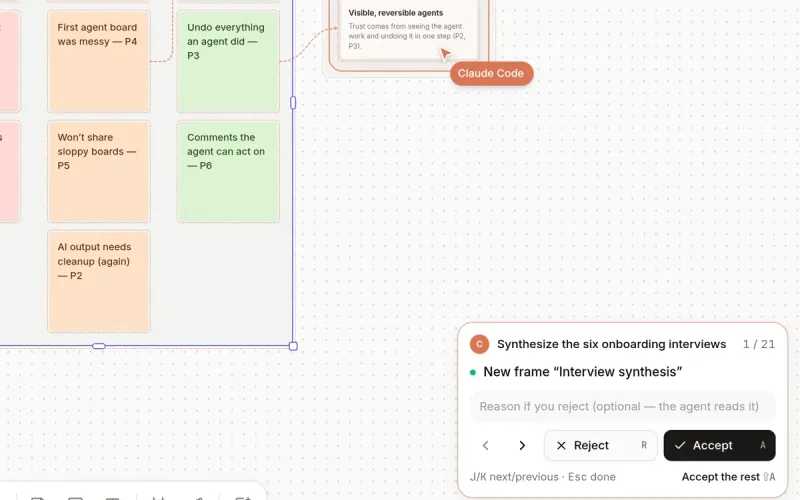 First agent board
was messy — P4
Undo everything
an agent did —
P3
Visible, reversible agents
Trust comes from seeing the agent
work and undoing it in one step (P2,
P3).
Claude Code
Won’t share
sloppy boards —
P5
Comments the
agent can act on
— P6
AI output needs
cleanup (again)
— P2
C Synthesize the six onboarding interviews 1 / 21
New frame “Interview synthesis”
Reason if you reject (optional — the agent reads it)
Reject R Accept A
J/K next/previous · Esc done Accept the rest ⇧A